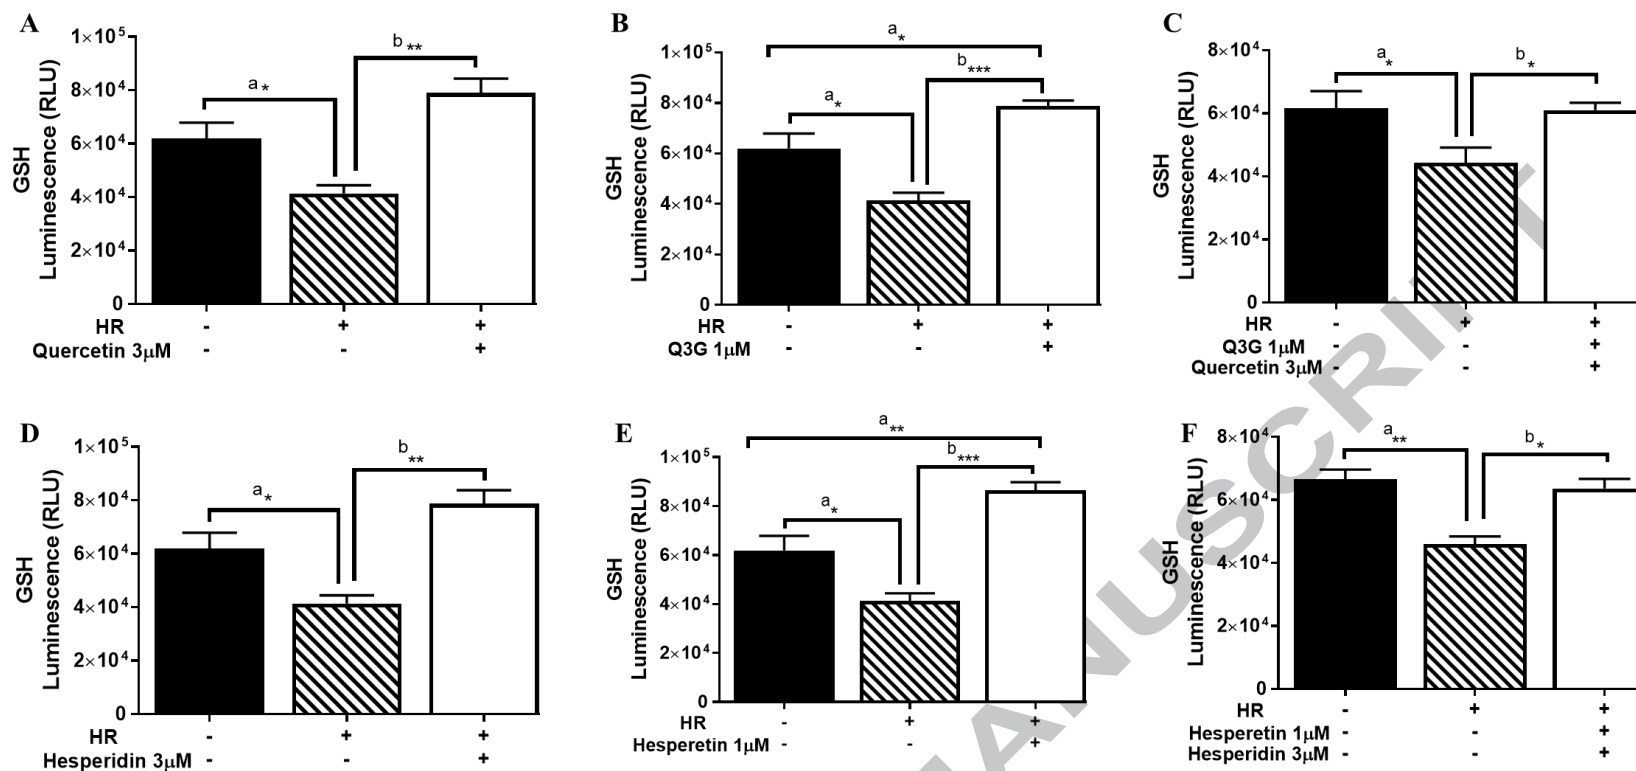 A
GSH
Luminescence (RLU)
1×10⁵
8×10⁴
6×10⁴
4×10⁴
2×10⁴
0
a *
b **
HR - + +
Quercetin 3μM - - +
B
GSH
Luminescence (RLU)
1×10⁵
8×10⁴
6×10⁴
4×10⁴
2×10⁴
0
a *
b ***
a *
HR - + +
Q3G 1μM - - +
C
GSH
Luminescence (RLU)
8×10⁴
6×10⁴
4×10⁴
2×10⁴
0
a *
b *
HR - + +
Q3G 1μM - - +
Quercetin 3μM - - +
D
GSH
Luminescence (RLU)
1×10⁵
8×10⁴
6×10⁴
4×10⁴
2×10⁴
0
a *
b **
HR - + +
Hesperidin 3μM - - +
E
GSH
Luminescence (RLU)
1×10⁵
8×10⁴
6×10⁴
4×10⁴
2×10⁴
0
a **
b ***
a *
HR - + +
Hesperetin 1μM - - +
F
GSH
Luminescence (RLU)
8×10⁴
6×10⁴
4×10⁴
2×10⁴
0
a **
b *
HR - + +
Hesperetin 1μM - - +
Hesperidin 3μM - - +
MANUSCRIPT